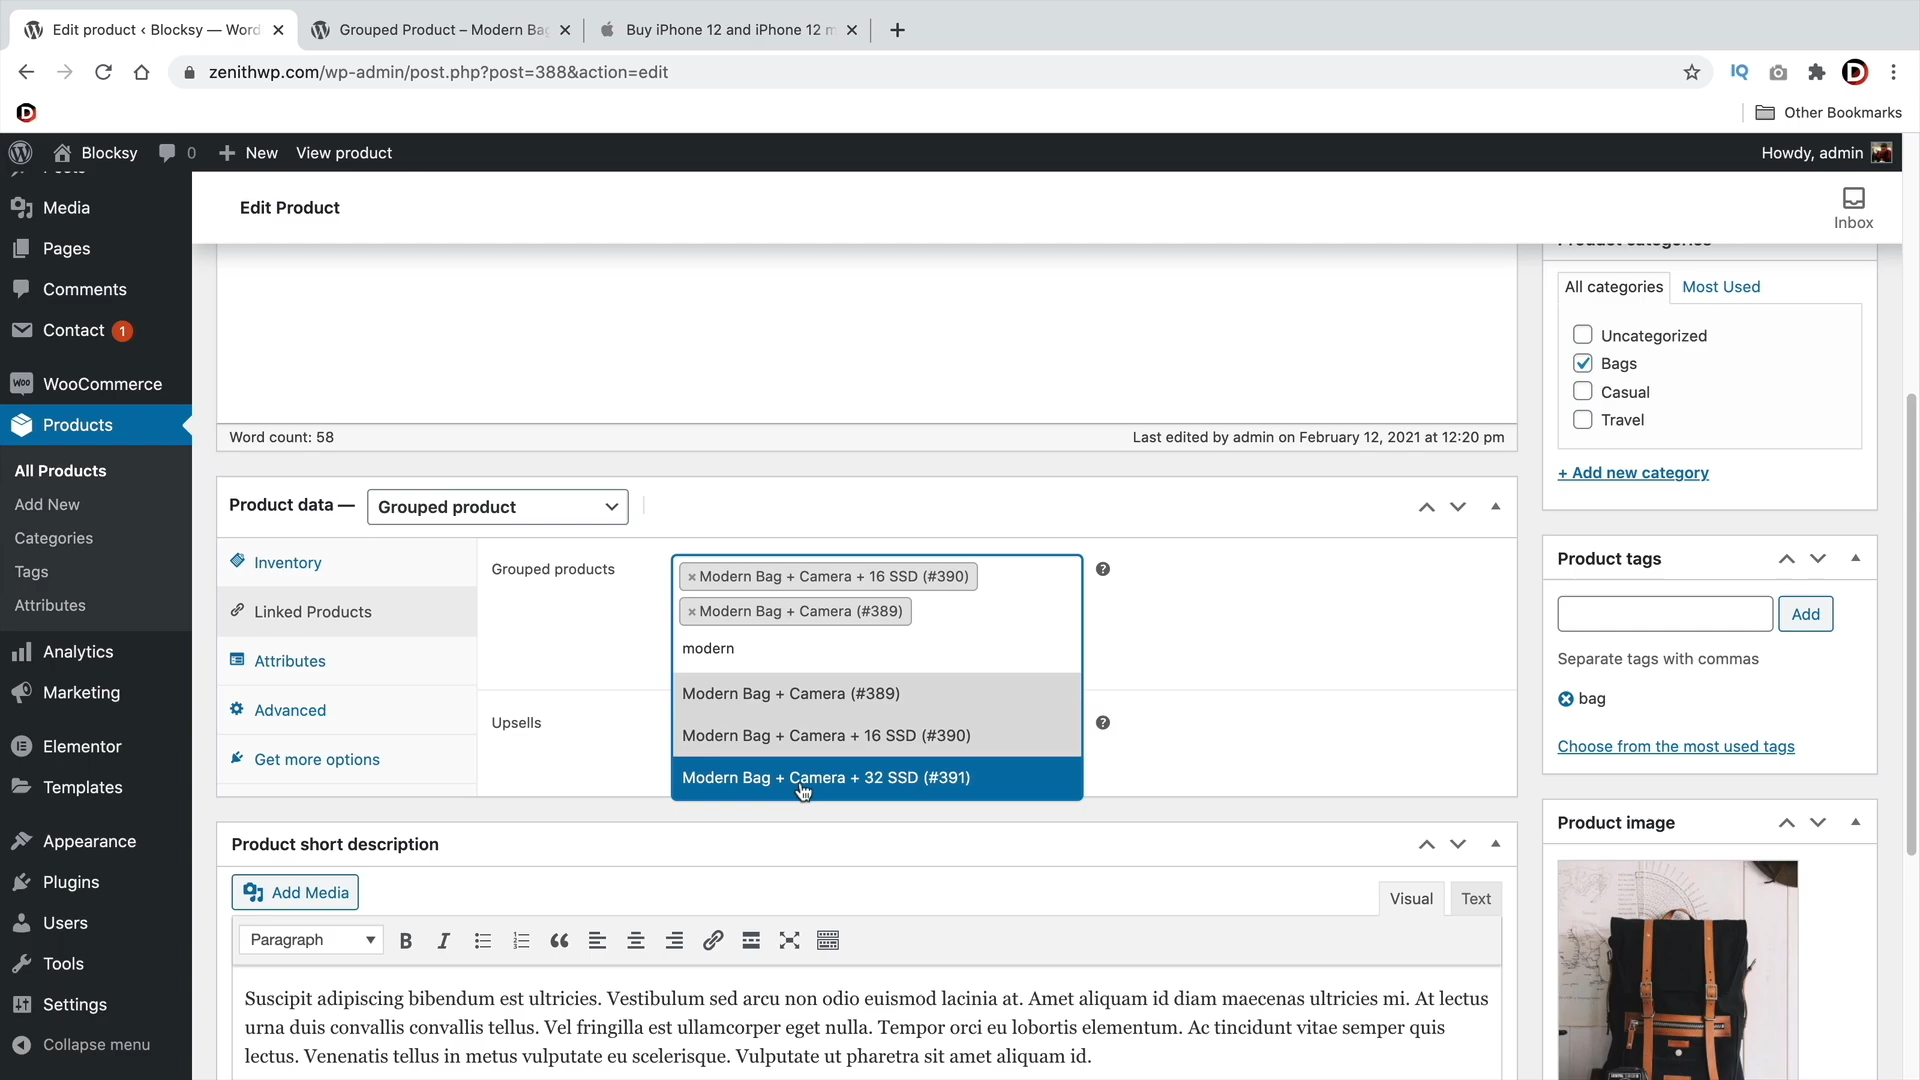 Edit product ‹ Blocksy — Word
Grouped Product – Modern Ba
Buy iPhone 12 and iPhone 12 m
zenithwp.com/wp-admin/post.php?post=388&action=edit
IQ
D
D
Other Bookmarks
Blocksy
0
New
View product
Howdy, admin
Posts
Media
Pages
Comments
Contact 1
WooCommerce
Products
All Products
Add New
Categories
Tags
Attributes
Analytics
Marketing
Elementor
Templates
Appearance
Plugins
Users
Tools
Settings
Collapse menu
Edit Product
Inbox
Word count: 58
Last edited by admin on February 12, 2021 at 12:20 pm
Product data —
Grouped product
Inventory
Linked Products
Attributes
Advanced
Get more options
Grouped products
× Modern Bag + Camera + 16 SSD (#390)
× Modern Bag + Camera (#389)
modern
Modern Bag + Camera (#389)
Modern Bag + Camera + 16 SSD (#390)
Modern Bag + Camera + 32 SSD (#391)
Upsells
Product short description
Add Media
Visual
Text
Paragraph
Suscipit adipiscing bibendum est ultricies. Vestibulum sed arcu non odio euismod lacinia at. Amet aliquam id diam maecenas ultricies mi. At lectus
urna duis convallis convallis tellus. Vel fringilla est ullamcorper eget nulla. Tempor orci eu lobortis elementum. Ac tincidunt vitae semper quis
lectus. Venenatis tellus in metus vulputate eu scelerisque. Vulputate ut pharetra sit amet aliquam id.
Product categories
All categories
Most Used
Uncategorized
Bags
Casual
Travel
+ Add new category
Product tags
Add
Separate tags with commas
bag
Choose from the most used tags
Product image